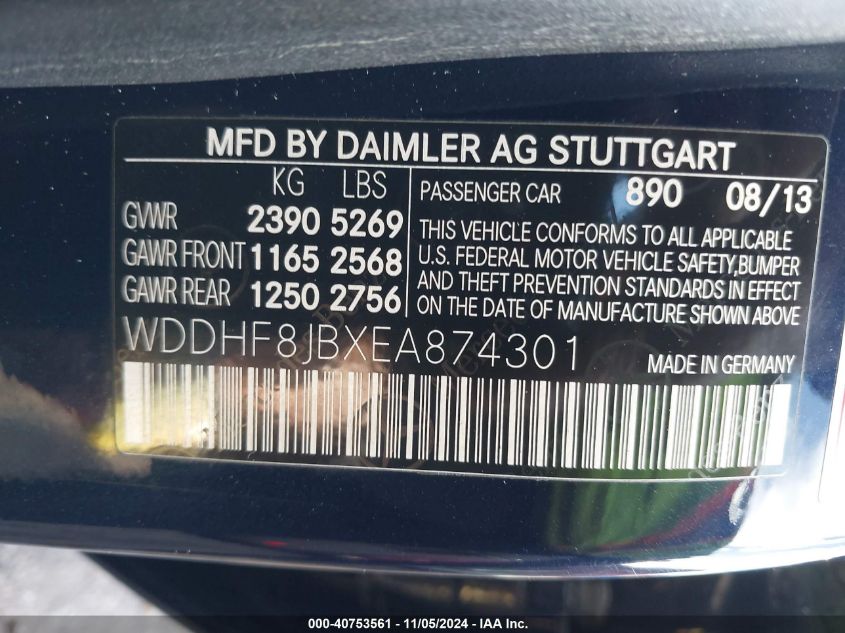 MFD BY DAIMLER AG STUTTGART
KG LBS
GVWR 2390 5269
GAWR FRONT 1165 2568
GAWR REAR 1250 2756
PASSENGER CAR 890 08/13
THIS VEHICLE CONFORMS TO ALL APPLICABLE
U.S. FEDERAL MOTOR VEHICLE SAFETY,BUMPER
AND THEFT PREVENTION STANDARDS IN EFFECT
ON THE DATE OF MANUFACTURE SHOWN ABOVE
WDDHF8JBXEA874301
MADE IN GERMANY
000-40753561 - 11/05/2024 - IAA Inc.